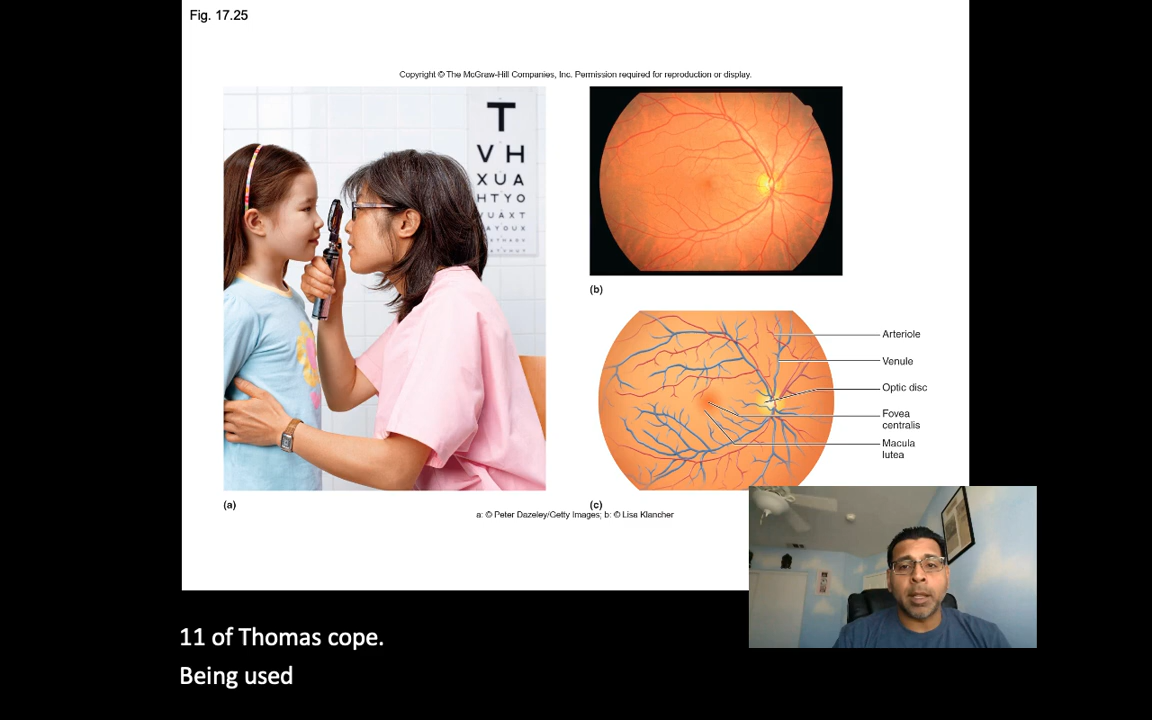 Fig. 17.25
Copyright © The McGraw-Hill Companies, Inc. Permission required for reproduction or display.
T
V H
X U A
H T Y O
V U A X T
A Y O U X
(b)
Arteriole
Venule
Optic disc
Fovea
centralis
Macula
lutea
(a)
(c)
a: © Peter Dazeley/Getty Images; b: © Lisa Klancher
11 of Thomas cope.
Being used